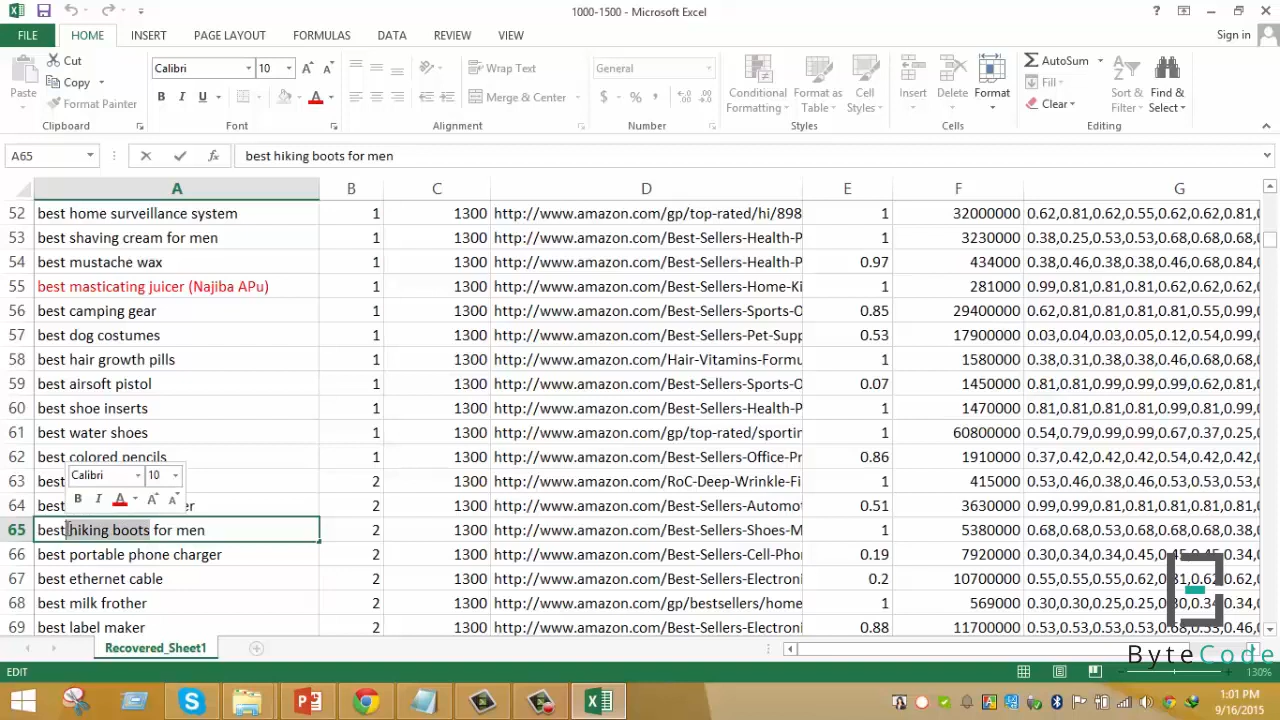 1000-1500 - Microsoft Excel
FILE HOME INSERT PAGE LAYOUT FORMULAS DATA REVIEW VIEW Sign in
Cut
Copy
Format Painter
Paste
Clipboard
Calibri 10
B I U
Font
Wrap Text
Merge & Center
Alignment
General
$ % ,
Number
Conditional Formatting
Format as Table
Cell Styles
Styles
Insert Delete Format
Cells
AutoSum
Fill
Clear
Sort & Filter
Find & Select
Editing
A65 fx best hiking boots for men
A B C D E F G
52 best home surveillance system 1 1300 http://www.amazon.com/gp/top-rated/hi/898 1 32000000 0.62,0.81,0.62,0.55,0.62,0.62,0.81,
53 best shaving cream for men 1 1300 http://www.amazon.com/Best-Sellers-Health-P 1 3230000 0.38,0.25,0.53,0.53,0.68,0.68,0.68,
54 best mustache wax 1 1300 http://www.amazon.com/Best-Sellers-Health-P 0.97 434000 0.38,0.46,0.38,0.38,0.46,0.68,0.84,
55 best masticating juicer (Najiba APu) 1 1300 http://www.amazon.com/Best-Sellers-Home-Ki 1 281000 0.99,0.81,0.81,0.81,0.62,0.81,0.81,
56 best camping gear 1 1300 http://www.amazon.com/Best-Sellers-Sports-O 0.85 29400000 0.62,0.81,0.81,0.81,0.81,0.55,0.99,
57 best dog costumes 1 1300 http://www.amazon.com/Best-Sellers-Pet-Supp 0.53 17900000 0.03,0.04,0.03,0.05,0.12,0.54,0.99,
58 best hair growth pills 1 1300 http://www.amazon.com/Hair-Vitamins-Formu 1 1580000 0.38,0.31,0.38,0.38,0.46,0.68,0.68,
59 best airsoft pistol 1 1300 http://www.amazon.com/Best-Sellers-Sports-O 0.07 1450000 0.81,0.81,0.99,0.99,0.99,0.62,0.81,
60 best shoe inserts 1 1300 http://www.amazon.com/Best-Sellers-Health-P 1 1470000 0.81,0.81,0.81,0.81,0.99,0.81,0.81,
61 best water shoes 1 1300 http://www.amazon.com/gp/top-rated/sportin 1 60800000 0.54,0.79,0.99,0.99,0.67,0.37,0.25,
62 best colored pencils 1 1300 http://www.amazon.com/Best-Sellers-Office-Pr 0.86 1910000 0.37,0.42,0.42,0.42,0.54,0.42,0.42,
63 best 2 1300 http://www.amazon.com/RoC-Deep-Wrinkle-Fi 1 415000 0.53,0.46,0.38,0.38,0.53,0.68,0.68,
Calibri 10
B I A A A
64 best er 2 1300 http://www.amazon.com/Best-Sellers-Automo 0.51 3630000 0.99,0.99,0.81,0.81,0.81,0.81,0.81,
65 best hiking boots for men 2 1300 http://www.amazon.com/Best-Sellers-Shoes-M 1 5380000 0.68,0.68,0.53,0.68,0.68,0.68,0.38,
66 best portable phone charger 2 1300 http://www.amazon.com/Best-Sellers-Cell-Phon 0.19 7920000 0.30,0.34,0.34,0.45,0.45,0.45,0.34,
67 best ethernet cable 2 1300 http://www.amazon.com/Best-Sellers-Electroni 0.2 10700000 0.55,0.55,0.55,0.62,0.81,0.62,0.62,
68 best milk frother 2 1300 http://www.amazon.com/gp/bestsellers/home 1 569000 0.30,0.30,0.25,0.25,0.30,0.34,0.34,
69 best label maker 2 1300 http://www.amazon.com/Best-Sellers-Electroni 0.88 11700000 0.53,0.53,0.53,0.53,0.68,0.53,0.46,
Recovered_Sheet1
ByteCode
EDIT 130%
1:01 PM
9/16/2015